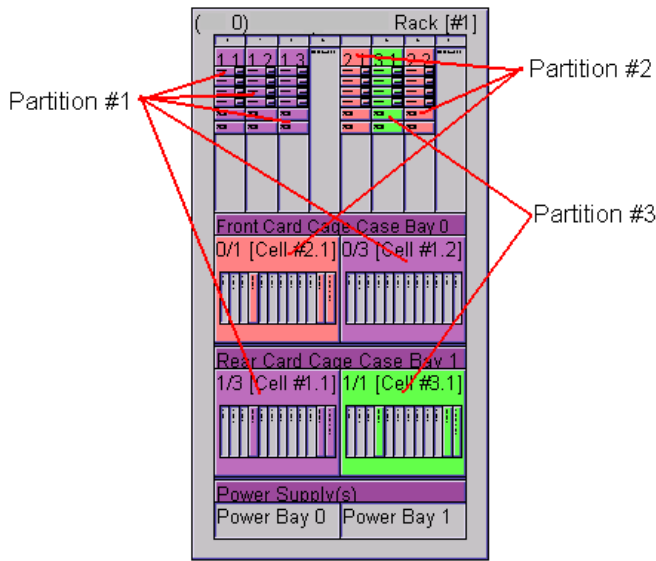 ( 0) Rack [#1]
1.1 1.2 1.3 2.1 3.1 2.2
Partition #2
Partition #1
Partition #3
Front Card Cage Case Bay 0
0/1 [Cell #2.1] 0/3 [Cell #1.2]
Rear Card Cage Case Bay 1
1/3 [Cell #1.1] 1/1 [Cell #3.1]
Power Supply(s)
Power Bay 0 Power Bay 1